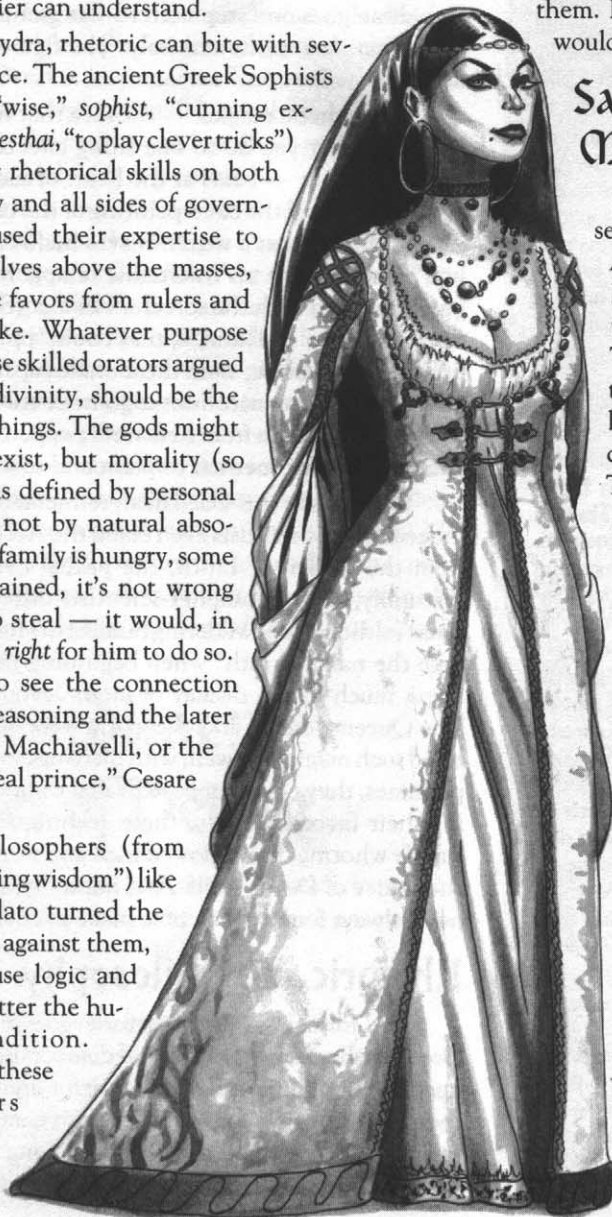 ier can understand.
ydra, rhetoric can bite with sev-
ce. The ancient Greek Sophists
"wise," sophist, "cunning ex-
esthai, "to play clever tricks")
rhetorical skills on both
and all sides of govern-
used their expertise to
lves above the masses,
e favors from rulers and
ke. Whatever purpose
se skilled orators argued
divinity, should be the
hings. The gods might
exist, but morality (so
s defined by personal
not by natural abso-
family is hungry, some
ained, it's not wrong
o steal — it would, in
right for him to do so.
o see the connection
easoning and the later
Machiavelli, or the
eal prince," Cesare
losophers (from
ing wisdom") like
lato turned the
against them,
use logic and
tter the hu-
ndition.
these
rs
them.
would
Sa
M
se